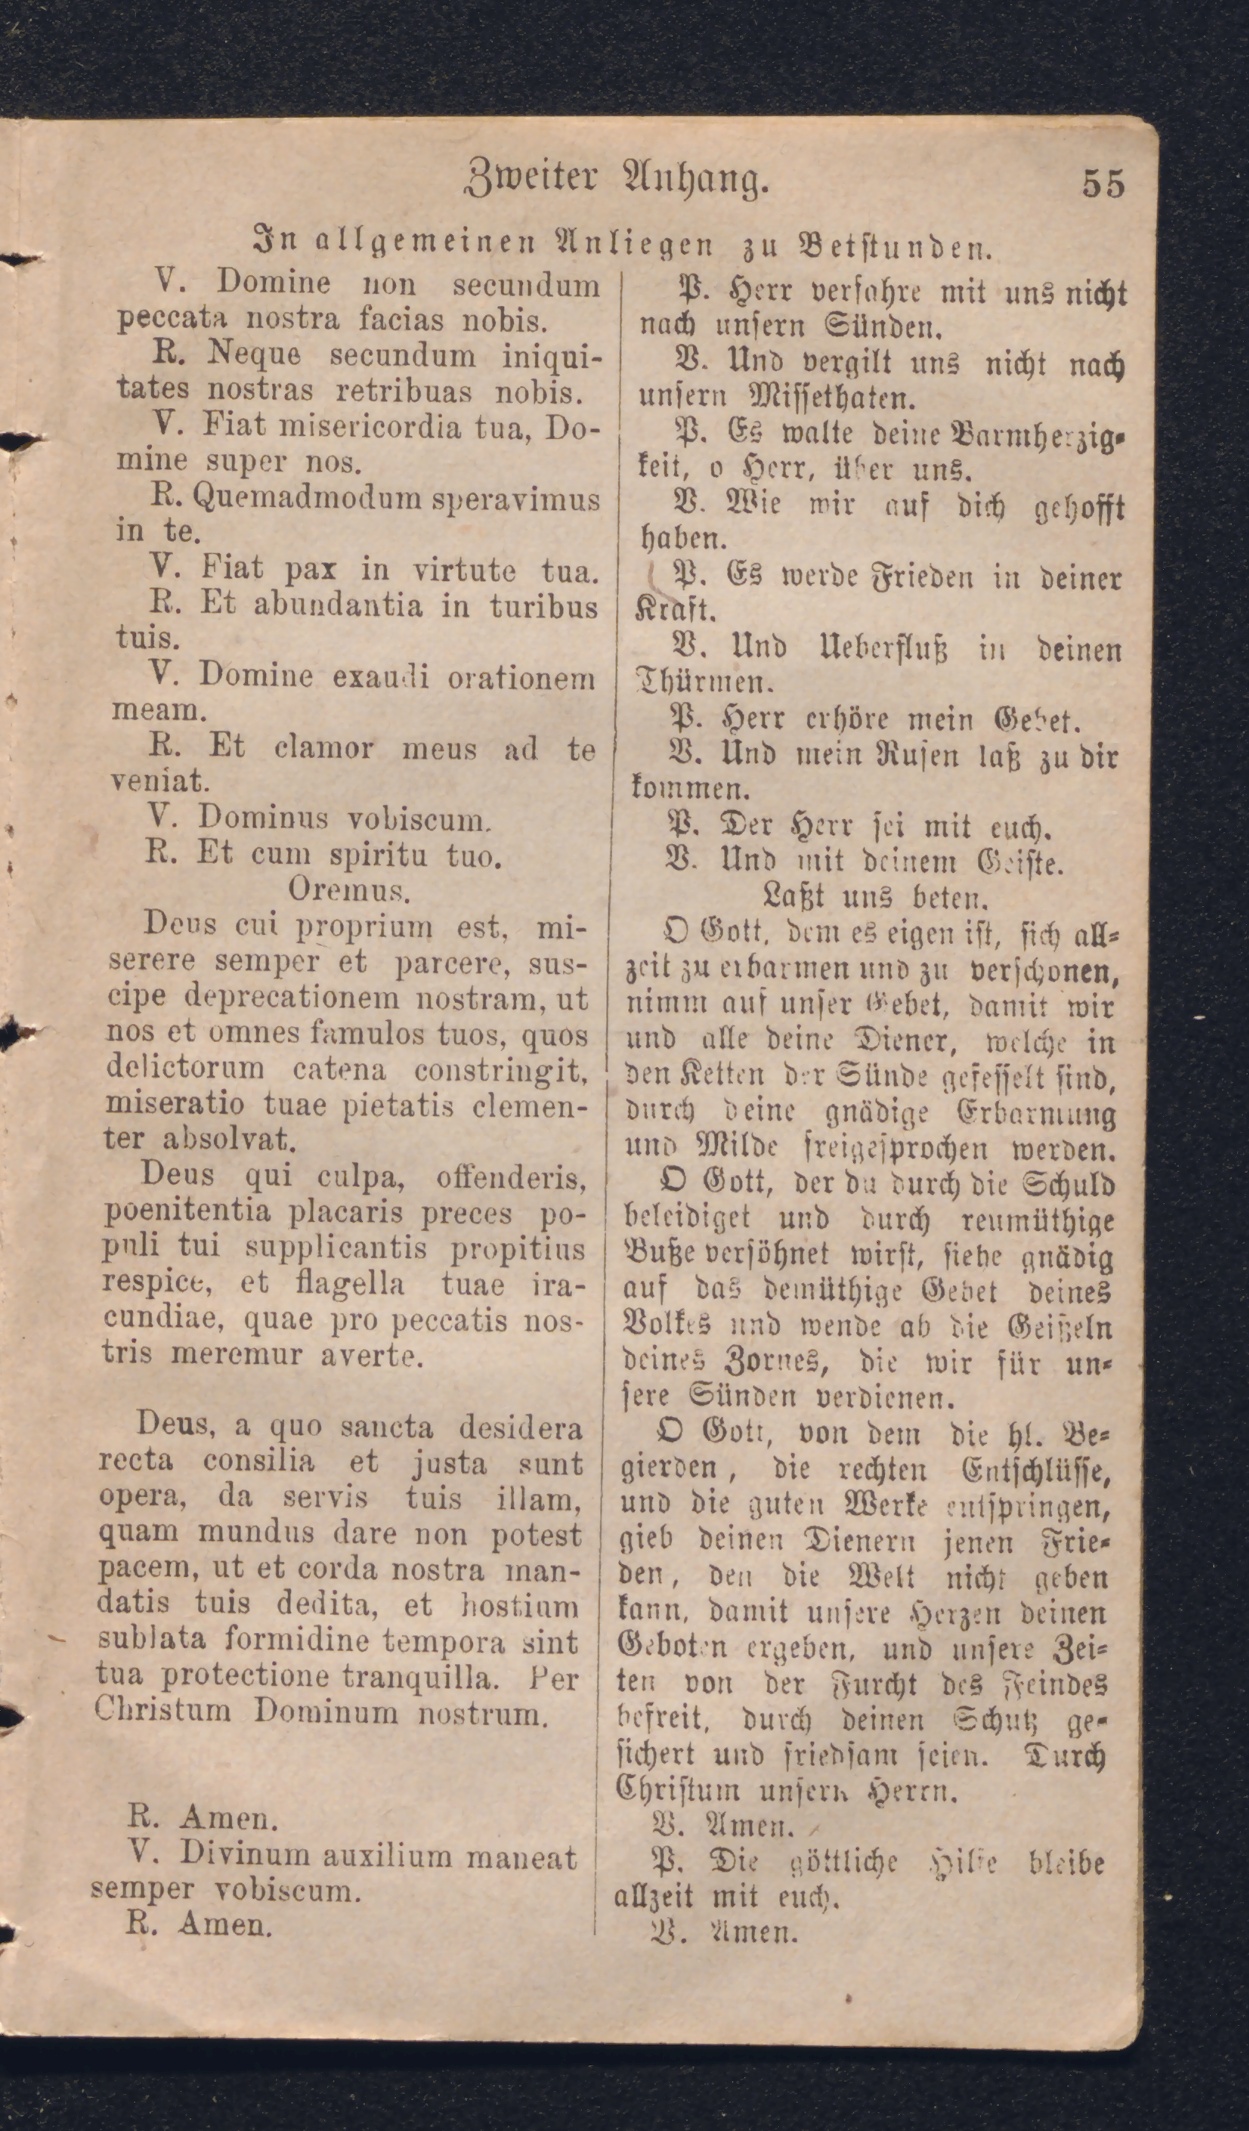 Zweiter Anhang.
55
In allgemeinen Anliegen zu Betstunden.
V. Domine non secundum
peccata nostra facias nobis.
R. Neque secundum iniqui-
tates nostras retribuas nobis.
V. Fiat misericordia tua, Do-
mine super nos.
R. Quemadmodum speravimus
in te.
V. Fiat pax in virtute tua.
R. Et abundantia in turibus
tuis.
V. Domine exaudi orationem
meam.
R. Et clamor meus ad te
veniat.
V. Dominus vobiscum.
R. Et cum spiritu tuo.
Oremus.
Deus cui proprium est, mi-
serere semper et parcere, sus-
cipe deprecationem nostram, ut
nos et omnes famulos tuos, quos
delictorum catena constringit,
miseratio tuae pietatis clemen-
ter absolvat.
Deus qui culpa, offenderis,
poenitentia placaris preces po-
puli tui supplicantis propitius
respice, et flagella tuae ira-
cundiae, quae pro peccatis nos-
tris meremur averte.
Deus, a quo sancta desidera
recta consilia et justa sunt
opera, da servis tuis illam,
quam mundus dare non potest
pacem, ut et corda nostra man-
datis tuis dedita, et hostium
sublata formidine tempora sint
tua protectione tranquilla. Per
Christum Dominum nostrum.
R. Amen.
V. Divinum auxilium maneat
semper vobiscum.
R. Amen.
P. Herr verfahre mit uns nicht
nach unsern Sünden.
V. Und vergilt uns nicht nach
unsern Missethaten.
P. Es walte deine Barmherzig-
keit, o Herr, über uns.
V. Wie wir auf dich gehofft
haben.
P. Es werde Frieden in deiner
Kraft.
V. Und Ueberfluß in deinen
Thürmen.
P. Herr erhöre mein Gebet.
V. Und mein Rufen laß zu dir
kommen.
P. Der Herr sei mit euch.
V. Und mit deinem Geiste.
Laßt uns beten.
O Gott, dem es eigen ist, sich all-
zeit zu erbarmen und zu verschonen,
nimm auf unser Gebet, damit wir
und alle deine Diener, welche in
den Ketten der Sünde gefesselt sind,
durch deine gnädige Erbarmung
und Milde freigesprochen werden.
O Gott, der du durch die Schuld
beleidiget und durch reumüthige
Buße versöhnet wirst, siehe gnädig
auf das demüthige Gebet deines
Volkes und wende ab die Geißeln
deines Zornes, die wir für un-
sere Sünden verdienen.
O Gott, von dem die hl. Be-
gierden, die rechten Entschlüsse,
und die guten Werke entspringen,
gieb deinen Dienern jenen Frie-
den, den die Welt nicht geben
kann, damit unsere Herzen deinen
Geboten ergeben, und unsere Zei-
ten von der Furcht des Feindes
befreit, durch deinen Schutz ge-
sichert und friedsam seien. Durch
Christum unsern Herrn.
V. Amen.
P. Die göttliche Hilfe bleibe
allzeit mit euch.
V. Amen.